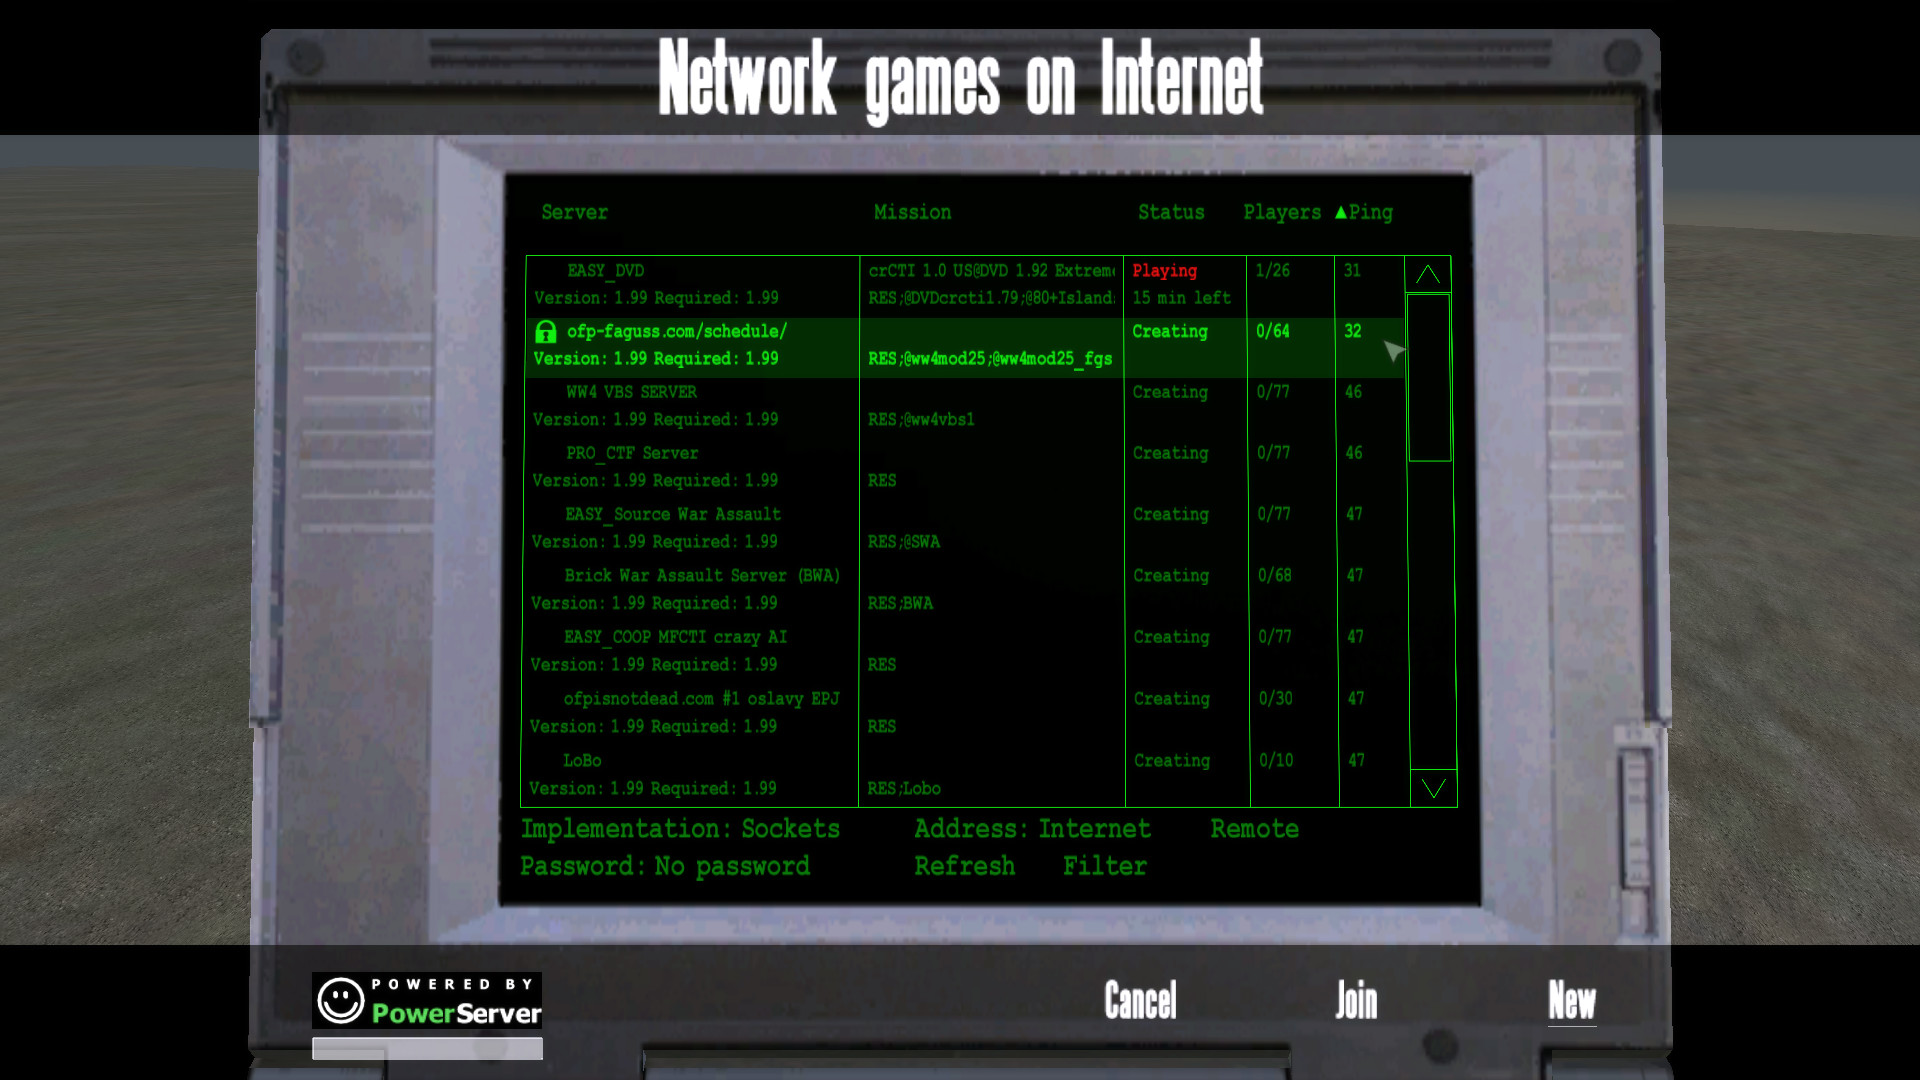 Network games on Internet
Server Mission Status Players ▲Ping
EASY_DVD crCTI 1.0 US@DVD 1.92 Extreme Playing 1/26 31
Version: 1.99 Required: 1.99 RES;@DVDcrcti1.79;@80+Island: 15 min left
ofp-faguss.com/schedule/ Creating 0/64 32
Version: 1.99 Required: 1.99 RES;@ww4mod25;@ww4mod25_fgs
WW4 VBS SERVER Creating 0/77 46
Version: 1.99 Required: 1.99 RES;@ww4vbs1
PRO_CTF Server Creating 0/77 46
Version: 1.99 Required: 1.99 RES
EASY_Source War Assault Creating 0/77 47
Version: 1.99 Required: 1.99 RES;@SWA
Brick War Assault Server (BWA) Creating 0/68 47
Version: 1.99 Required: 1.99 RES;BWA
EASY_COOP MFCTI crazy AI Creating 0/77 47
Version: 1.99 Required: 1.99 RES
ofpisnotdead.com #1 oslavy EPJ Creating 0/30 47
Version: 1.99 Required: 1.99 RES
LoBo Creating 0/10 47
Version: 1.99 Required: 1.99 RES;Lobo
Implementation: Sockets Address: Internet Remote
Password: No password Refresh Filter
POWERED BY
PowerServer
Cancel Join New